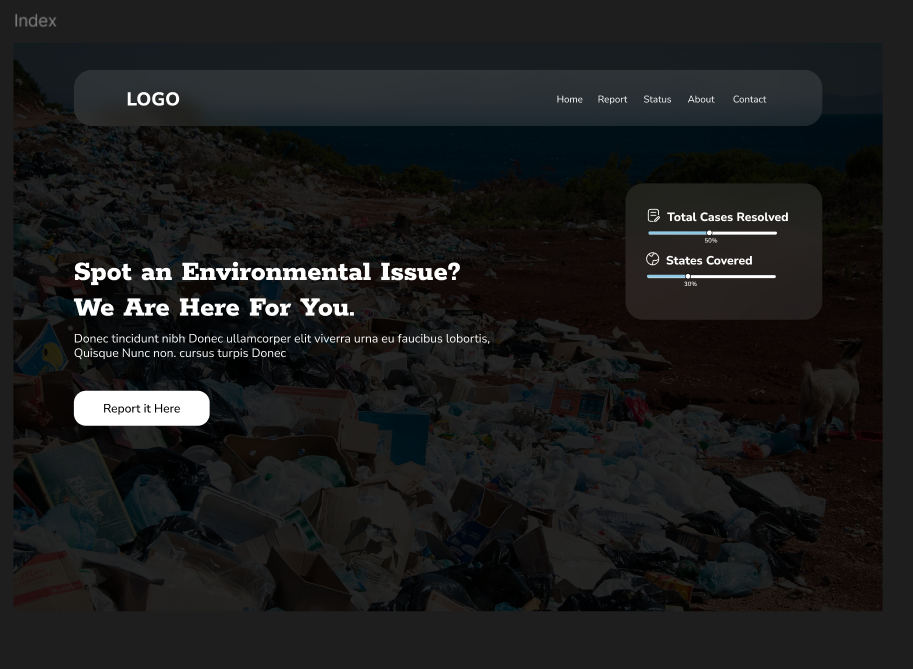 Index
LOGO
Home Report Status About Contact
Total Cases Resolved
50%
States Covered
30%
Spot an Environmental Issue?
We Are Here For You.
Donec tincidunt nibh Donec ullamcorper elit viverra urna eu faucibus lobortis,
Quisque Nunc non. cursus turpis Donec
Report it Here